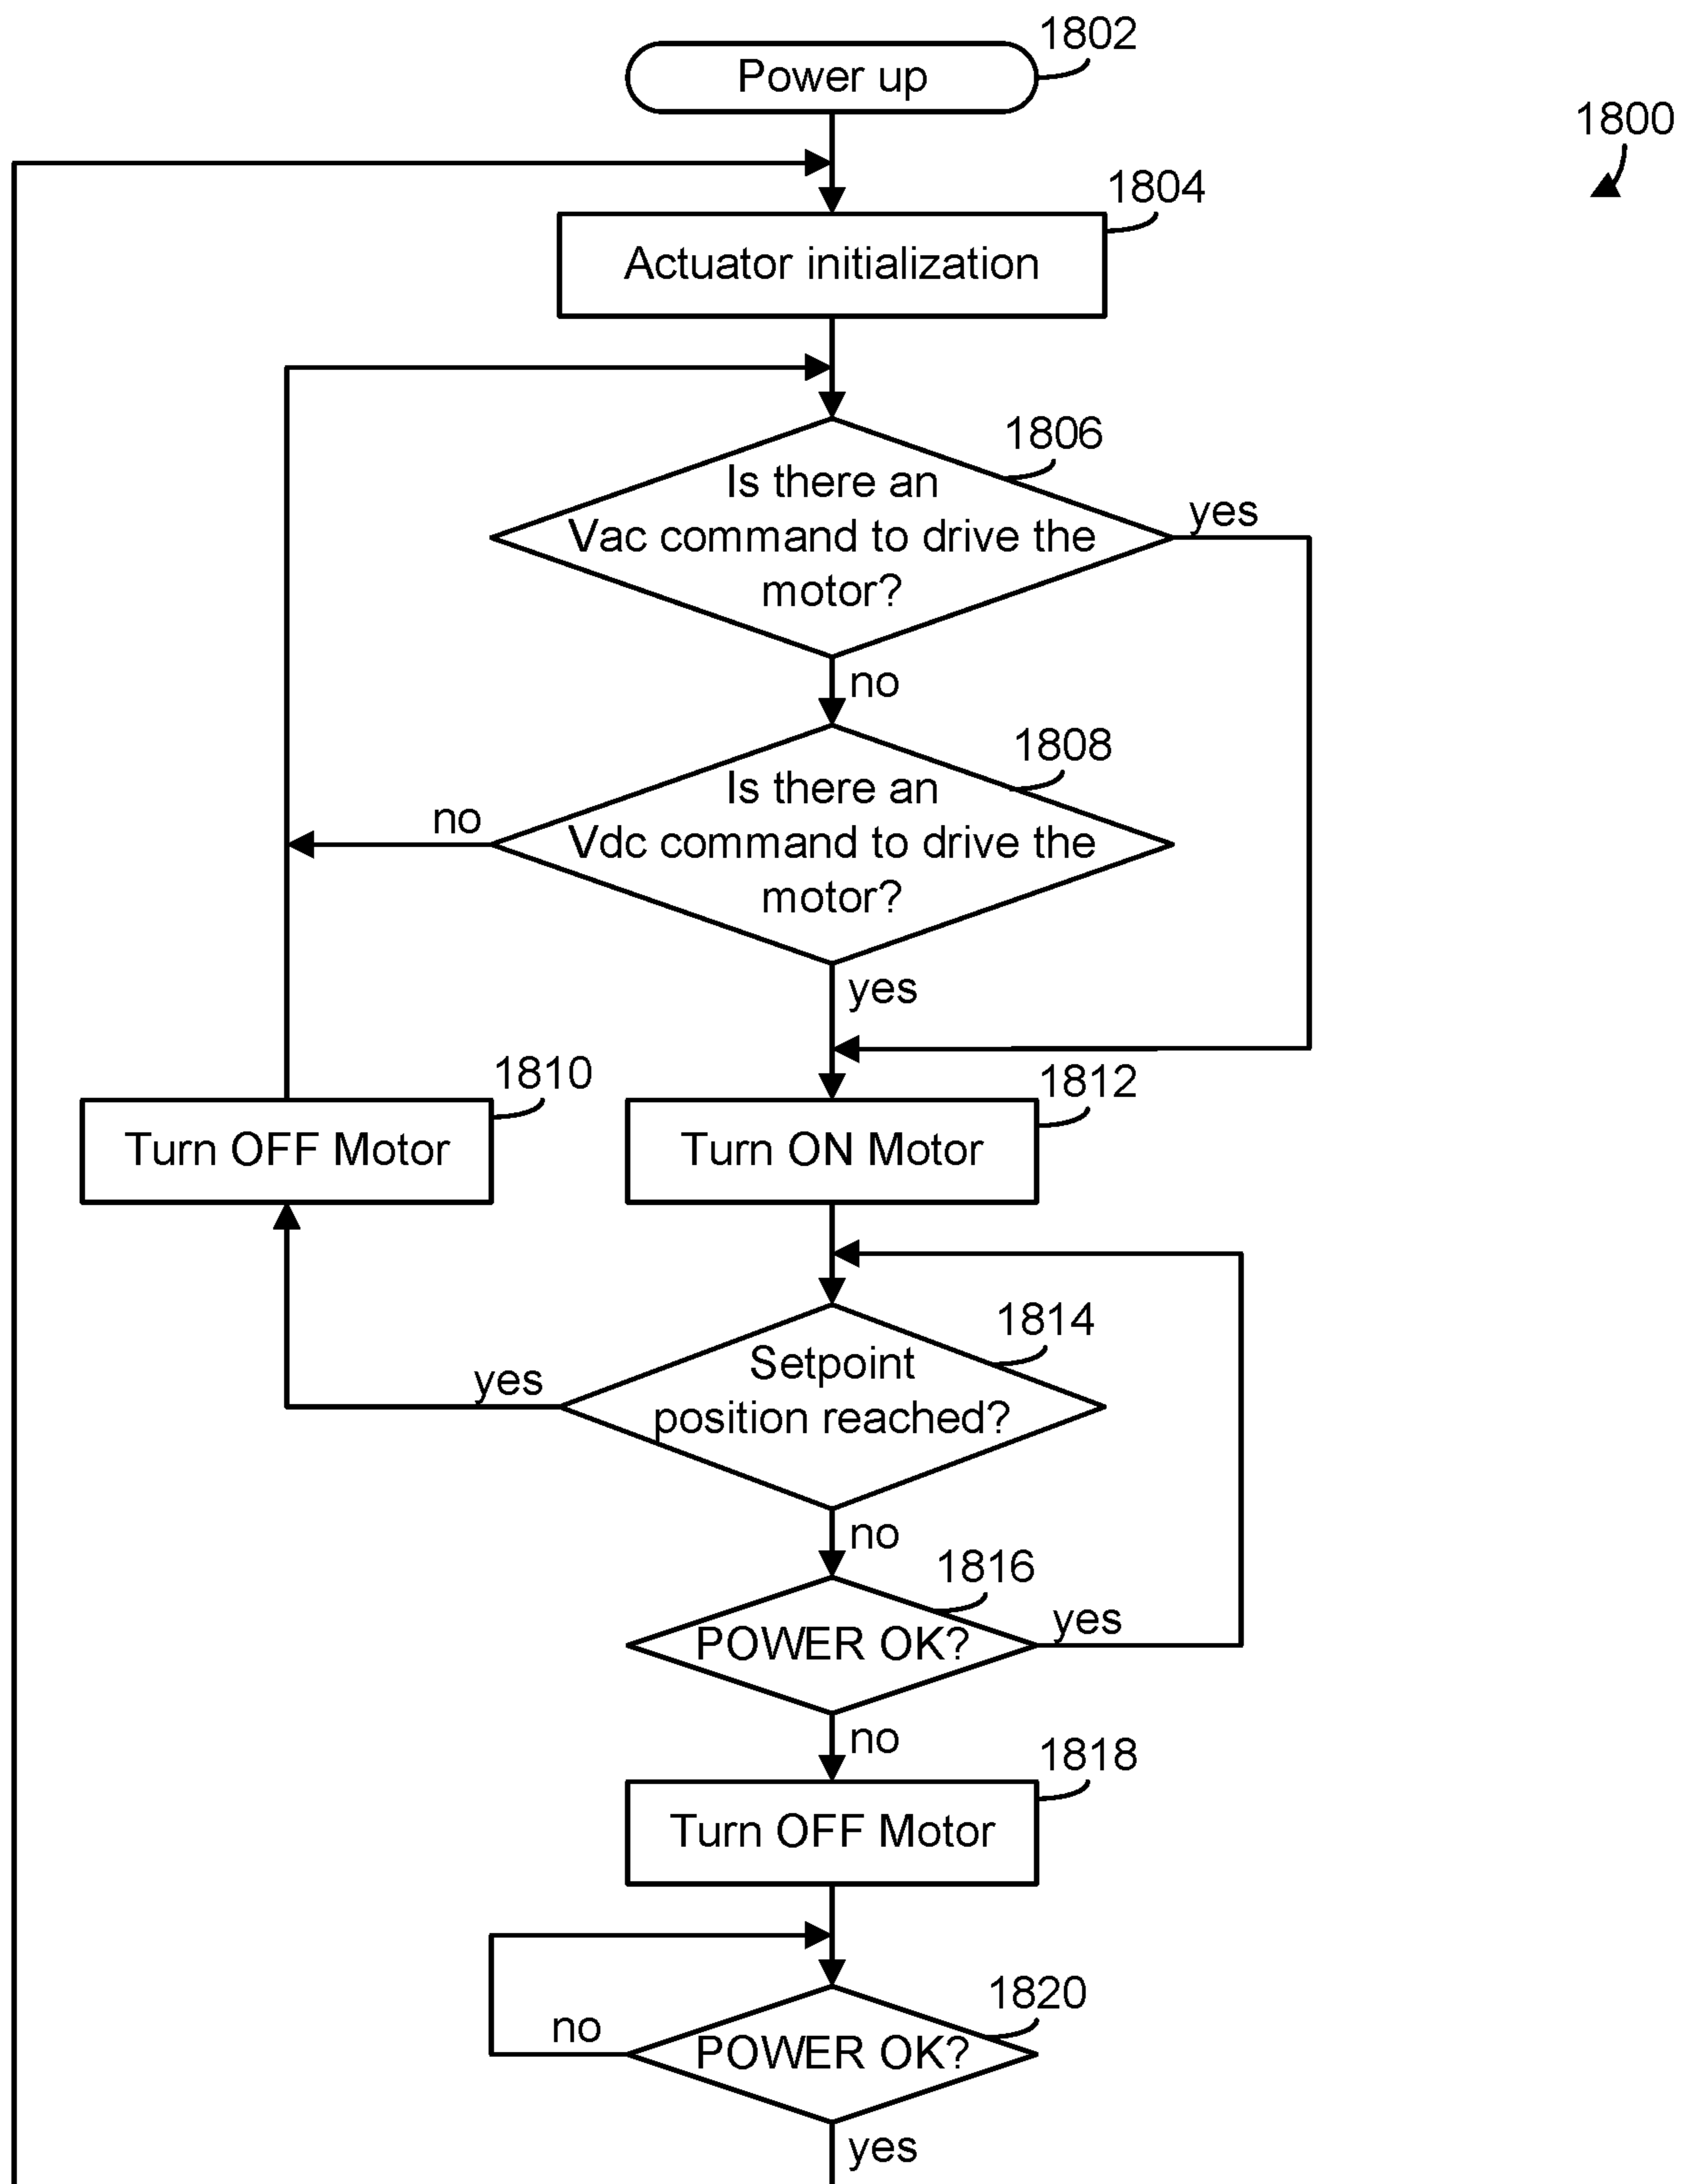 1802
Power up
1800
1804
Actuator initialization
1806
Is there an
Vac command to drive the
motor?
yes
no
1808
Is there an
Vdc command to drive the
motor?
no
yes
1810
Turn OFF Motor
1812
Turn ON Motor
1814
Setpoint
position reached?
yes
no
1816
POWER OK?
yes
no
1818
Turn OFF Motor
1820
POWER OK?
no
yes